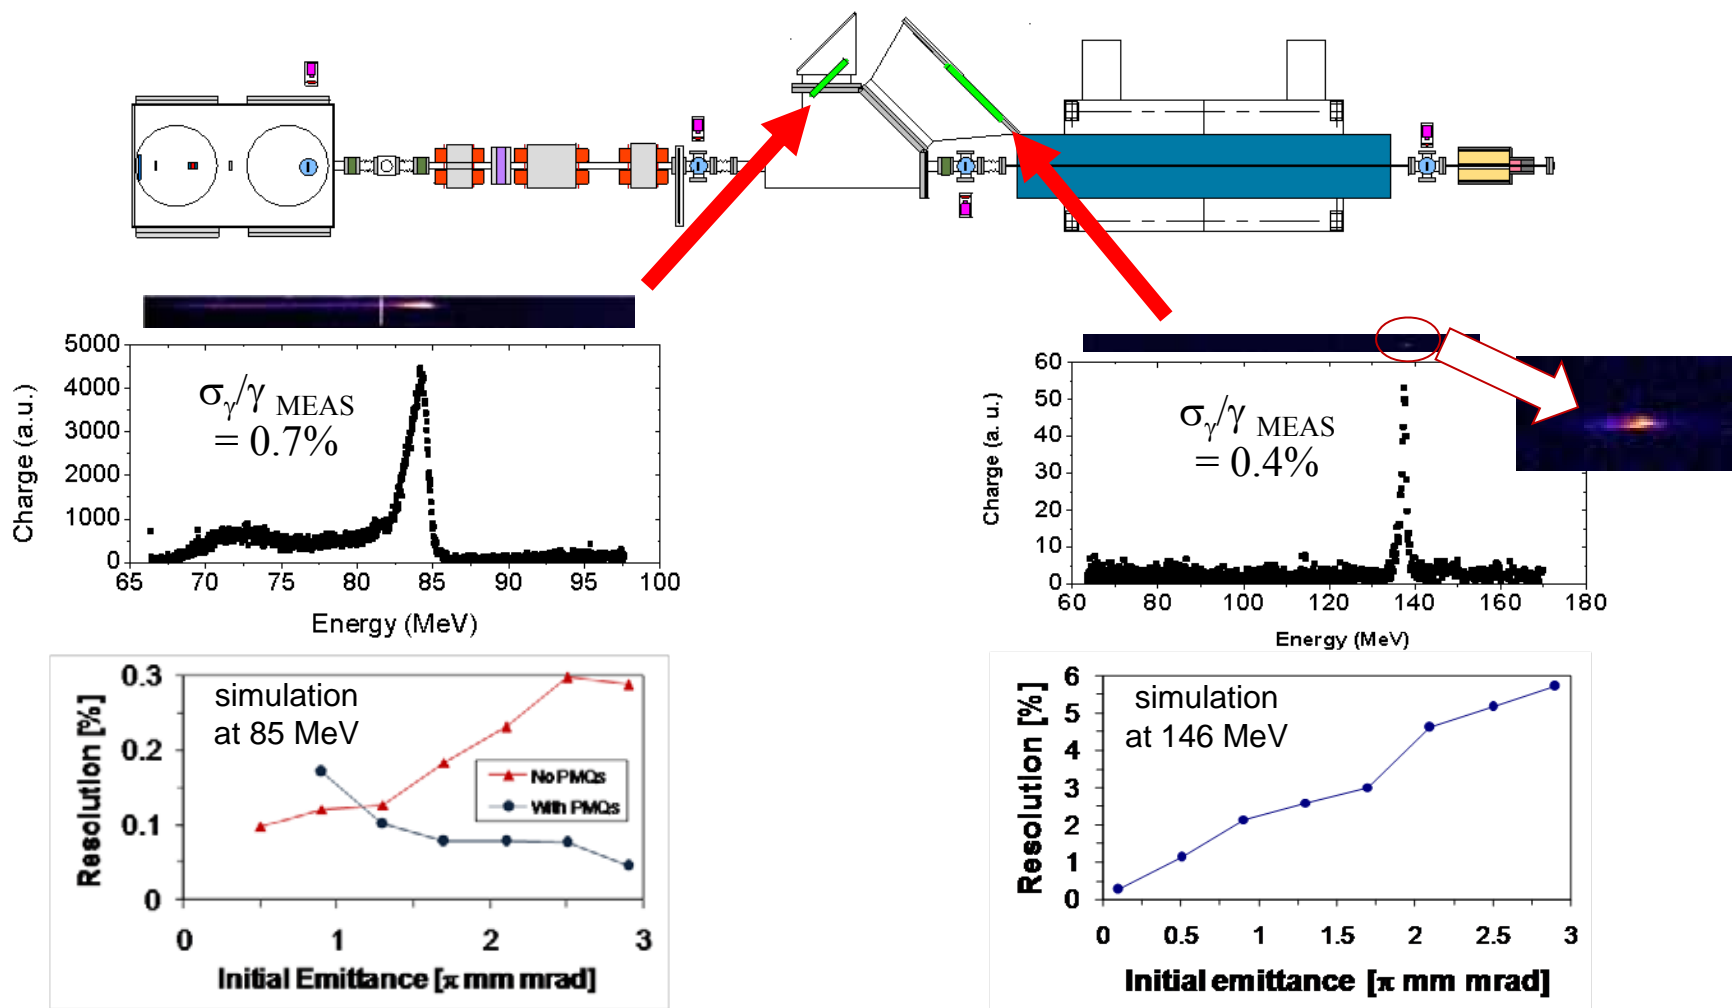 5000
4000
3000
2000
1000
0
Charge (a.u.)
σγ/γ MEAS
= 0.7%
65 70 75 80 85 90 95 100
Energy (MeV)
60
50
40
30
20
10
0
Charge (a. u.)
σγ/γ MEAS
= 0.4%
60 80 100 120 140 160 180
Energy (MeV)
0.3
0.2
0.1
0
Resolution [%]
simulation
at 85 MeV
No PMQs
With PMQs
0 1 2 3
Initial Emittance [π mm mrad]
6
5
4
3
2
1
0
Resolution [%]
simulation
at 146 MeV
0 0.5 1 1.5 2 2.5 3
Initial emittance [π mm mrad]